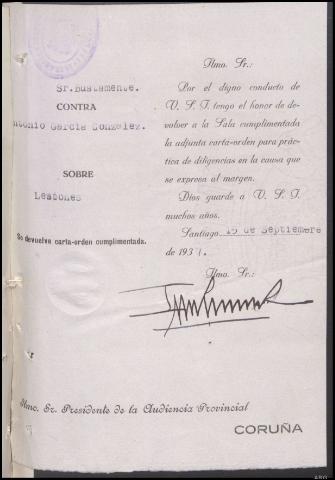 Ilmo. Sr.:
Sr. Bustamente.
CONTRA
Antonio García Gonzalez.
SOBRE
Lesbones
Se devuelve carta-orden cumplimentada.
Por el digno conducto de
V. S. I. tengo el honor de de-
volver a la Sala cumplimentada
la adjunta carta-orden para prác-
tica de diligencias en la causa que
se expresa al margen.
Dios guarde a V. S. I.
muchos años.
Santiago 15 de Septiembre
de 193
Ilmo. Sr.:
Ilmo. Sr. Presidente de la Audiencia Provincial
CORUÑA